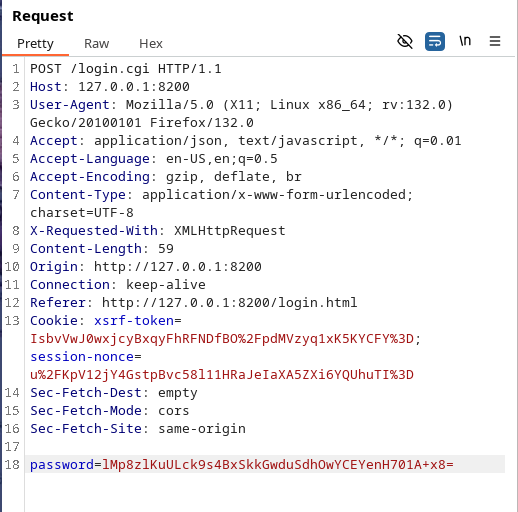 Request
Pretty Raw Hex \n
1 POST /login.cgi HTTP/1.1
2 Host: 127.0.0.1:8200
3 User-Agent: Mozilla/5.0 (X11; Linux x86_64; rv:132.0)
Gecko/20100101 Firefox/132.0
4 Accept: application/json, text/javascript, */*; q=0.01
5 Accept-Language: en-US,en;q=0.5
6 Accept-Encoding: gzip, deflate, br
7 Content-Type: application/x-www-form-urlencoded;
charset=UTF-8
8 X-Requested-With: XMLHttpRequest
9 Content-Length: 59
10 Origin: http://127.0.0.1:8200
11 Connection: keep-alive
12 Referer: http://127.0.0.1:8200/login.html
13 Cookie: xsrf-token=
IsbvVwJ0wxjcyBxqyFhRFNDfBO%2FpdMVzyq1xK5KYCFY%3D;
session-nonce=
u%2FKpV12jY4GstpBvc58l11HRaJeIaXA5ZXi6YQUhuTI%3D
14 Sec-Fetch-Dest: empty
15 Sec-Fetch-Mode: cors
16 Sec-Fetch-Site: same-origin
17
18 password=lMp8zlKuULck9s4BxSkkGwduSdhOwYCEYenH701A+x8=